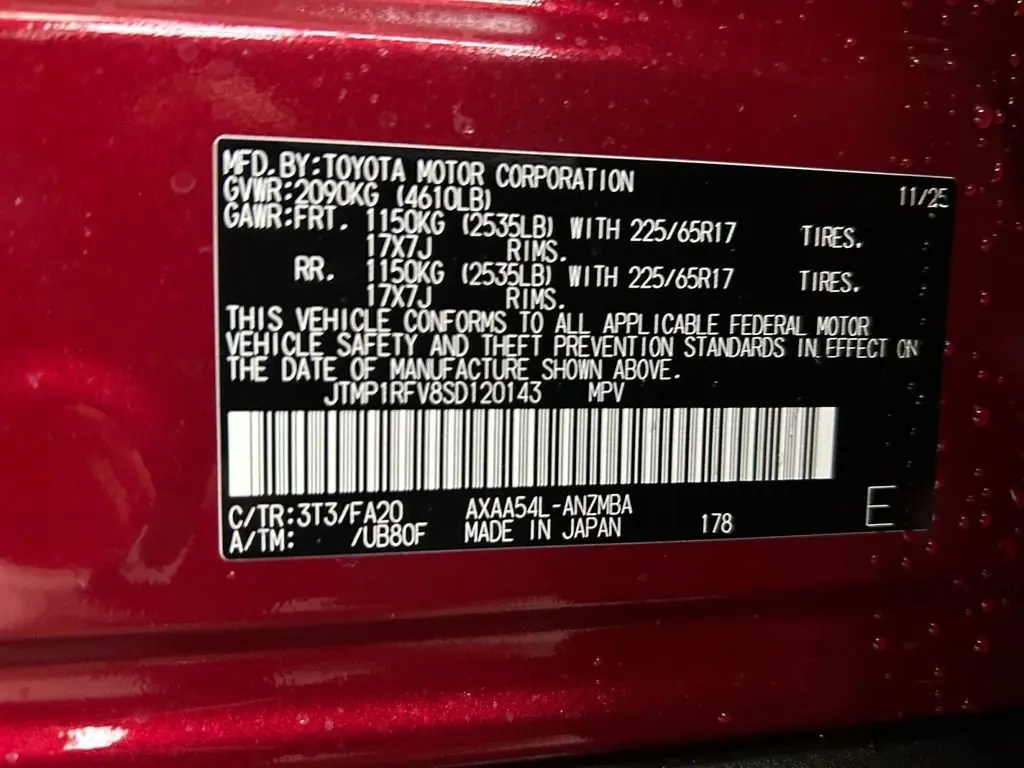 MFD.BY:TOYOTA MOTOR CORPORATION 11/25
GVWR:2090KG (4610LB)
GAWR:FRT. 1150KG (2535LB) WITH 225/65R17 TIRES.
17X7J RIMS.
RR. 1150KG (2535LB) WITH 225/65R17 TIRES.
17X7J RIMS.
THIS VEHICLE CONFORMS TO ALL APPLICABLE FEDERAL MOTOR
VEHICLE SAFETY AND THEFT PREVENTION STANDARDS IN EFFECT ON
THE DATE OF MANUFACTURE SHOWN ABOVE.
JTMP1RFV8SD120143 MPV
C/TR:3T3/FA20 AXAA54L-ANZMBA
A/TM: /UB80F MADE IN JAPAN 178 E